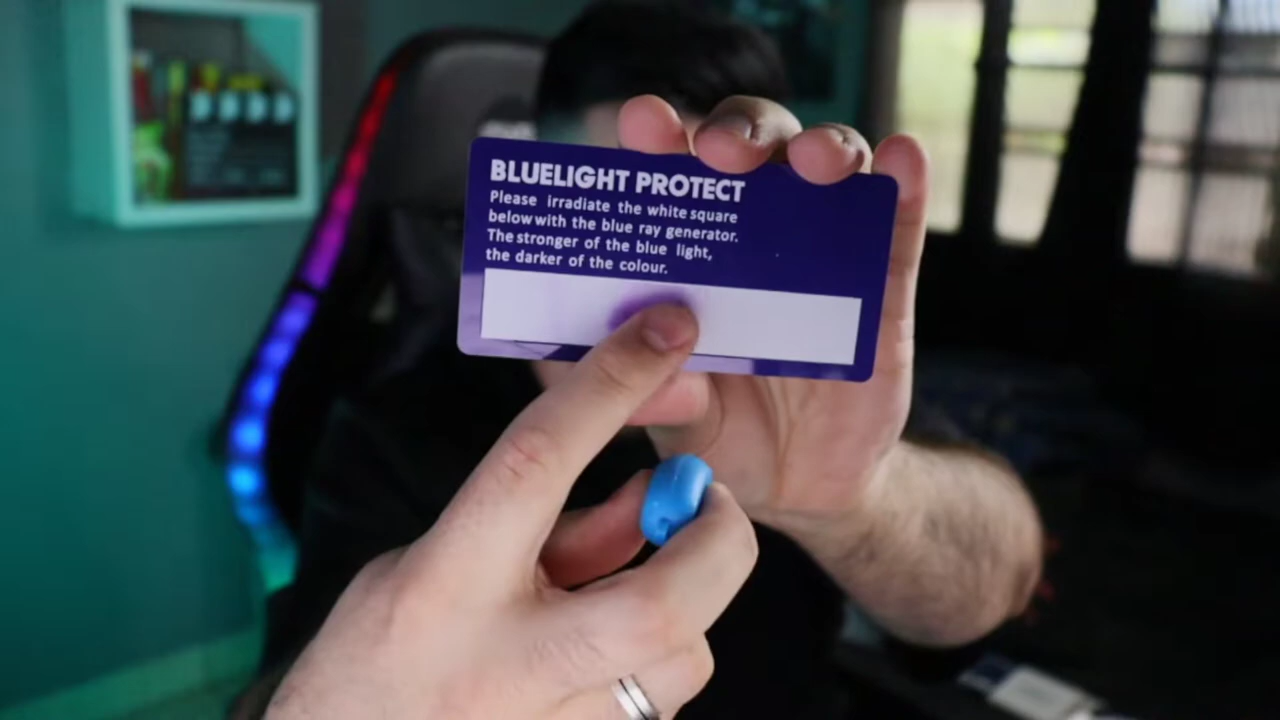 BLUELIGHT PROTECT
Please irradiate the white square
below with the blue ray generator.
The stronger of the blue light,
the darker of the colour.